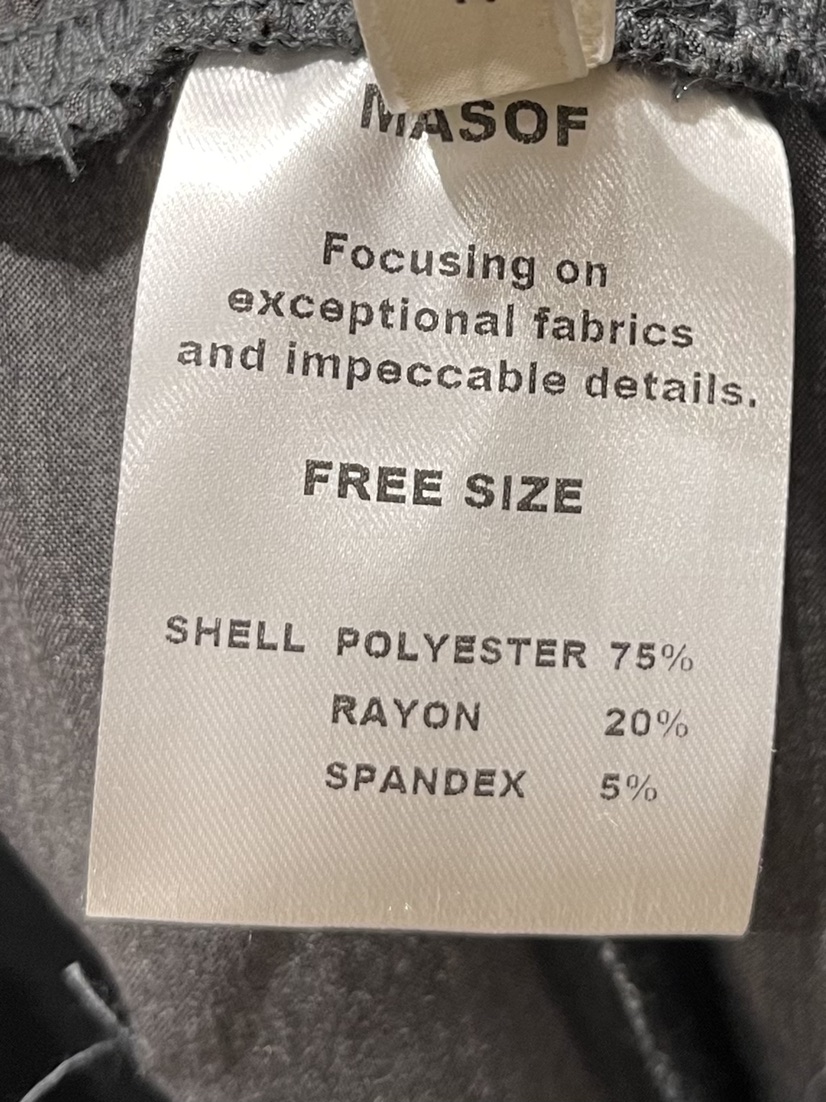 MASOF
Focusing on
exceptional fabrics
and impeccable details.
FREE SIZE
SHELL POLYESTER 75%
RAYON 20%
SPANDEX 5%